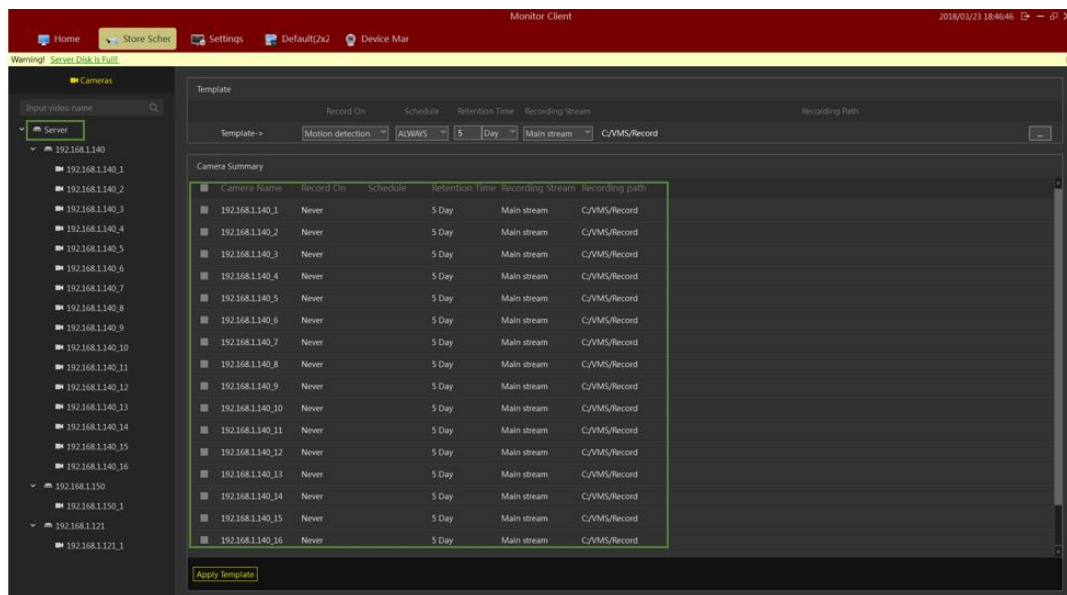 Monitor Client
2018/03/23 18:46:46
Home Store Schec Settings Default(2x2 Device Mar
Warning! Server Disk is Full!
Cameras
Input video name
Server
192.168.1.140
192.168.1.140_1
192.168.1.140_2
192.168.1.140_3
192.168.1.140_4
192.168.1.140_5
192.168.1.140_6
192.168.1.140_7
192.168.1.140_8
192.168.1.140_9
192.168.1.140_10
192.168.1.140_11
192.168.1.140_12
192.168.1.140_13
192.168.1.140_14
192.168.1.140_15
192.168.1.140_16
192.168.1.150
192.168.1.150_1
192.168.1.121
192.168.1.121_1
Template
Record On Schedule Retention Time Recording Stream Recording Path
Template-> Motion detection ALWAYS 5 Day Main stream C:/VMS/Record ...
Camera Summary
Camera Name Record On Schedule Retention Time Recording Stream Recording path
192.168.1.140_1 Never 5 Day Main stream C:/VMS/Record
192.168.1.140_2 Never 5 Day Main stream C:/VMS/Record
192.168.1.140_3 Never 5 Day Main stream C:/VMS/Record
192.168.1.140_4 Never 5 Day Main stream C:/VMS/Record
192.168.1.140_5 Never 5 Day Main stream C:/VMS/Record
192.168.1.140_6 Never 5 Day Main stream C:/VMS/Record
192.168.1.140_7 Never 5 Day Main stream C:/VMS/Record
192.168.1.140_8 Never 5 Day Main stream C:/VMS/Record
192.168.1.140_9 Never 5 Day Main stream C:/VMS/Record
192.168.1.140_10 Never 5 Day Main stream C:/VMS/Record
192.168.1.140_11 Never 5 Day Main stream C:/VMS/Record
192.168.1.140_12 Never 5 Day Main stream C:/VMS/Record
192.168.1.140_13 Never 5 Day Main stream C:/VMS/Record
192.168.1.140_14 Never 5 Day Main stream C:/VMS/Record
192.168.1.140_15 Never 5 Day Main stream C:/VMS/Record
192.168.1.140_16 Never 5 Day Main stream C:/VMS/Record
Apply Template